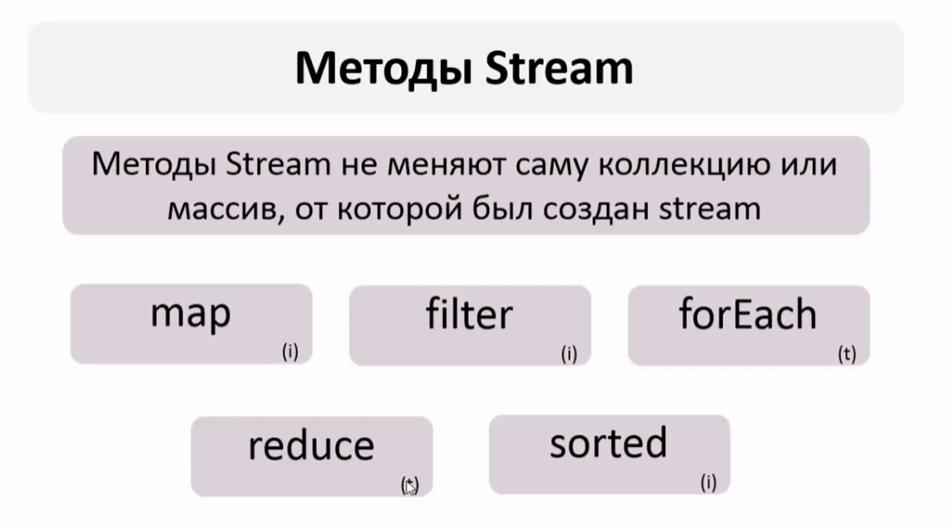 Методы Stream
Методы Stream не меняют саму коллекцию или
массив, от которой был создан stream
map
(i)
filter
(i)
forEach
(t)
reduce
(t)
sorted
(i)